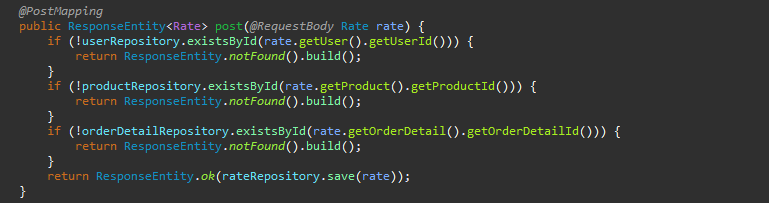 @PostMapping
public ResponseEntity<Rate> post(@RequestBody Rate rate) {
    if (!userRepository.existsById(rate.getUser().getUserId())) {
        return ResponseEntity.notFound().build();
    }
    if (!productRepository.existsById(rate.getProduct().getProductId())) {
        return ResponseEntity.notFound().build();
    }
    if (!orderDetailRepository.existsById(rate.getOrderDetail().getOrderDetailId())) {
        return ResponseEntity.notFound().build();
    }
    return ResponseEntity.ok(rateRepository.save(rate));
}